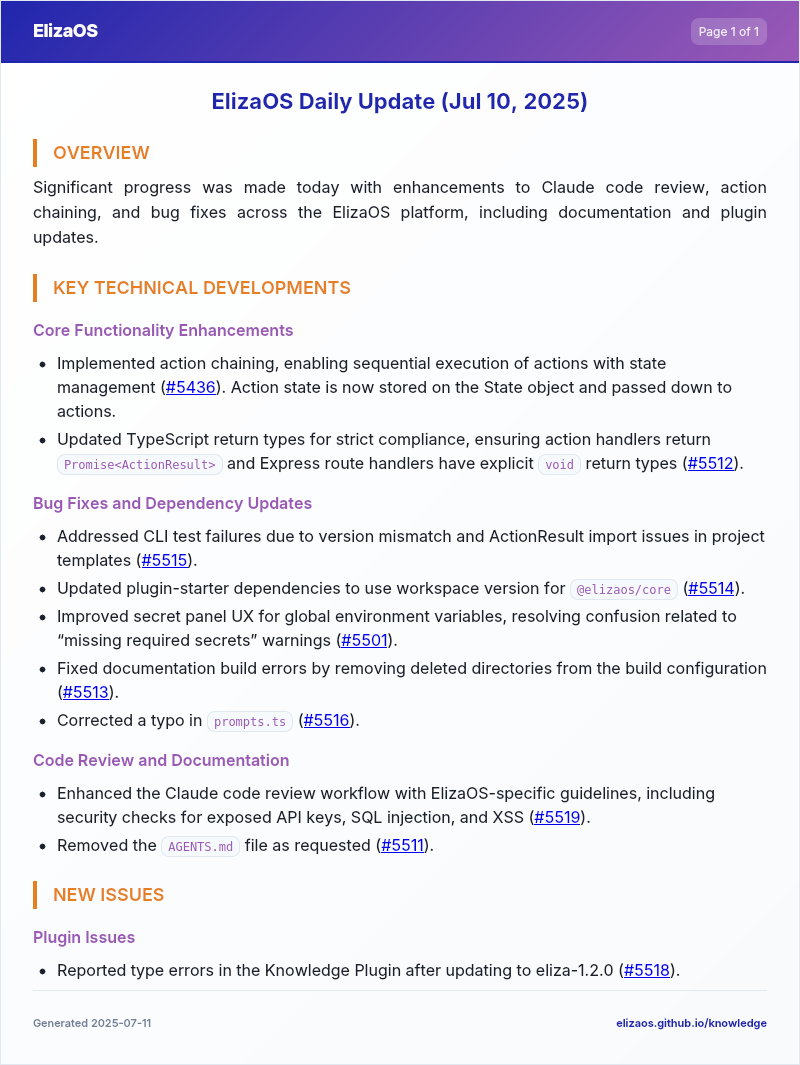 ElizaOS
Page 1 of 1
ElizaOS Daily Update (Jul 10, 2025)
OVERVIEW
Significant progress was made today with enhancements to Claude code review, action
chaining, and bug fixes across the ElizaOS platform, including documentation and plugin
updates.
KEY TECHNICAL DEVELOPMENTS
Core Functionality Enhancements
• Implemented action chaining, enabling sequential execution of actions with state
management (#5436). Action state is now stored on the State object and passed down to
actions.
• Updated TypeScript return types for strict compliance, ensuring action handlers return
Promise<ActionResult> and Express route handlers have explicit void return types (#5512).
Bug Fixes and Dependency Updates
• Addressed CLI test failures due to version mismatch and ActionResult import issues in project
templates (#5515).
• Updated plugin-starter dependencies to use workspace version for @elizaos/core (#5514).
• Improved secret panel UX for global environment variables, resolving confusion related to
“missing required secrets” warnings (#5501).
• Fixed documentation build errors by removing deleted directories from the build configuration
(#5513).
• Corrected a typo in prompts.ts (#5516).
Code Review and Documentation
• Enhanced the Claude code review workflow with ElizaOS-specific guidelines, including
security checks for exposed API keys, SQL injection, and XSS (#5519).
• Removed the AGENTS.md file as requested (#5511).
NEW ISSUES
Plugin Issues
• Reported type errors in the Knowledge Plugin after updating to eliza-1.2.0 (#5518).
Generated 2025-07-11
elizaos.github.io/knowledge